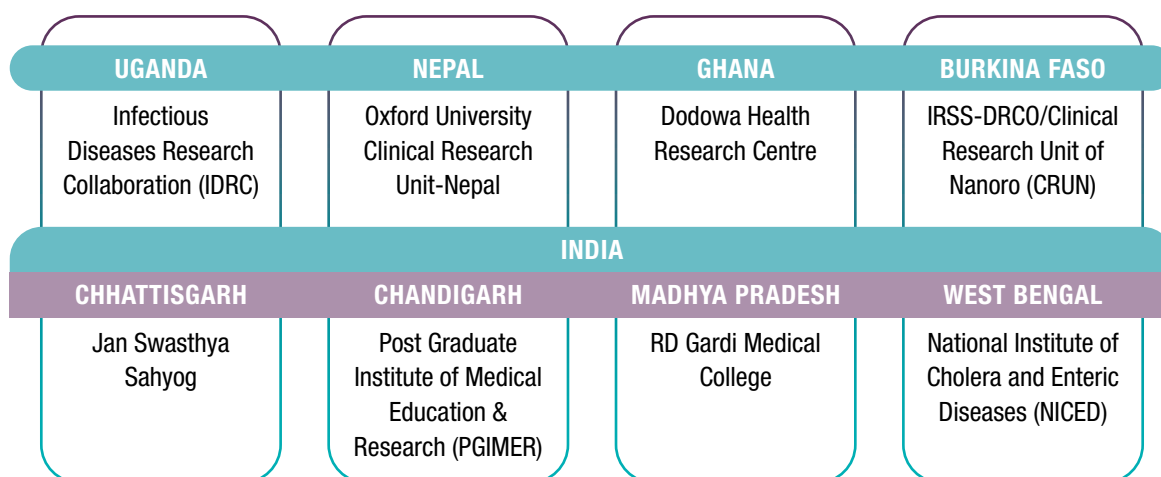 UGANDA
Infectious
Diseases Research
Collaboration (IDRC)
NEPAL
Oxford University
Clinical Research
Unit-Nepal
GHANA
Dodowa Health
Research Centre
BURKINA FASO
IRSS-DRCO/Clinical
Research Unit of
Nanoro (CRUN)
INDIA
CHHATTISGARH
Jan Swasthya
Sahyog
CHANDIGARH
Post Graduate
Institute of Medical
Education &
Research (PGIMER)
MADHYA PRADESH
RD Gardi Medical
College
WEST BENGAL
National Institute of
Cholera and Enteric
Diseases (NICED)